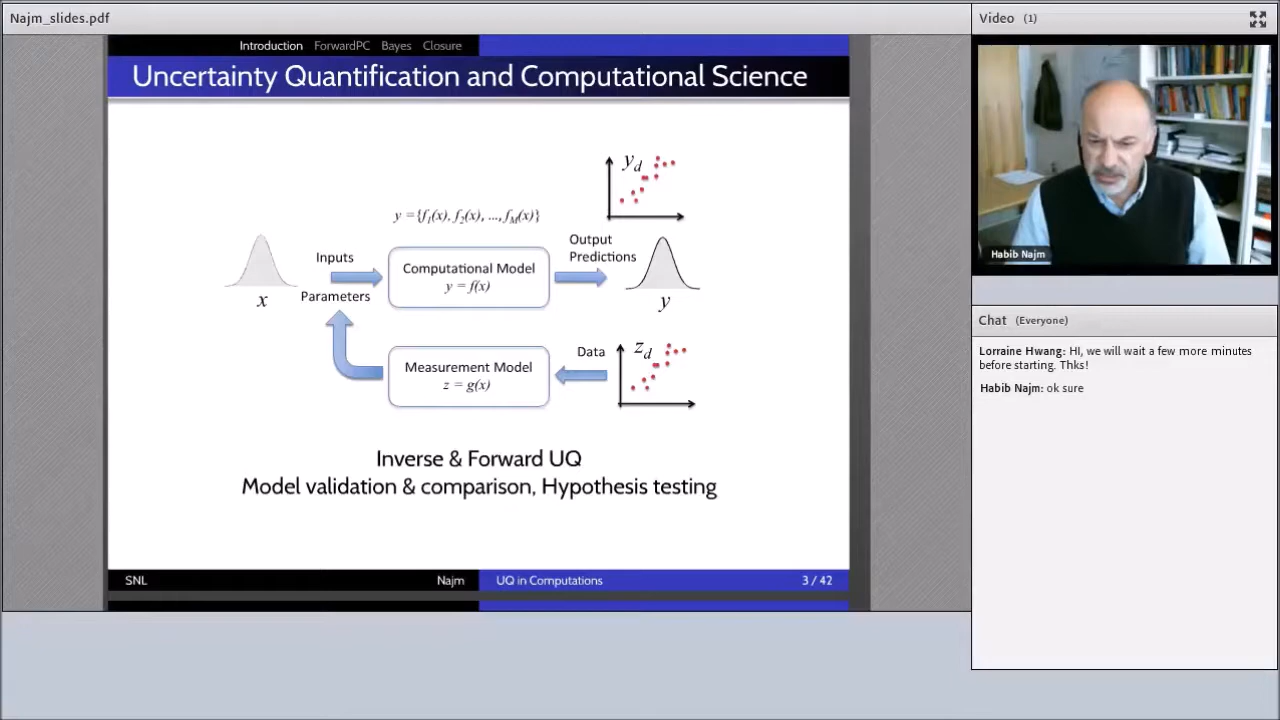 Najm_slides.pdf
Introduction ForwardPC Bayes Closure
Uncertainty Quantification and Computational Science
y_d
y ={f_1(x), f_2(x), ..., f_M(x)}
Inputs
Parameters
x
Computational Model
y = f(x)
Output
Predictions
y
Measurement Model
z = g(x)
Data
z_d
Inverse & Forward UQ
Model validation & comparison, Hypothesis testing
SNL Najm UQ in Computations 3 / 42
Video (1)
Habib Najm
Chat (Everyone)
Lorraine Hwang: HI, we will wait a few more minutes
before starting. Thks!
Habib Najm: ok sure